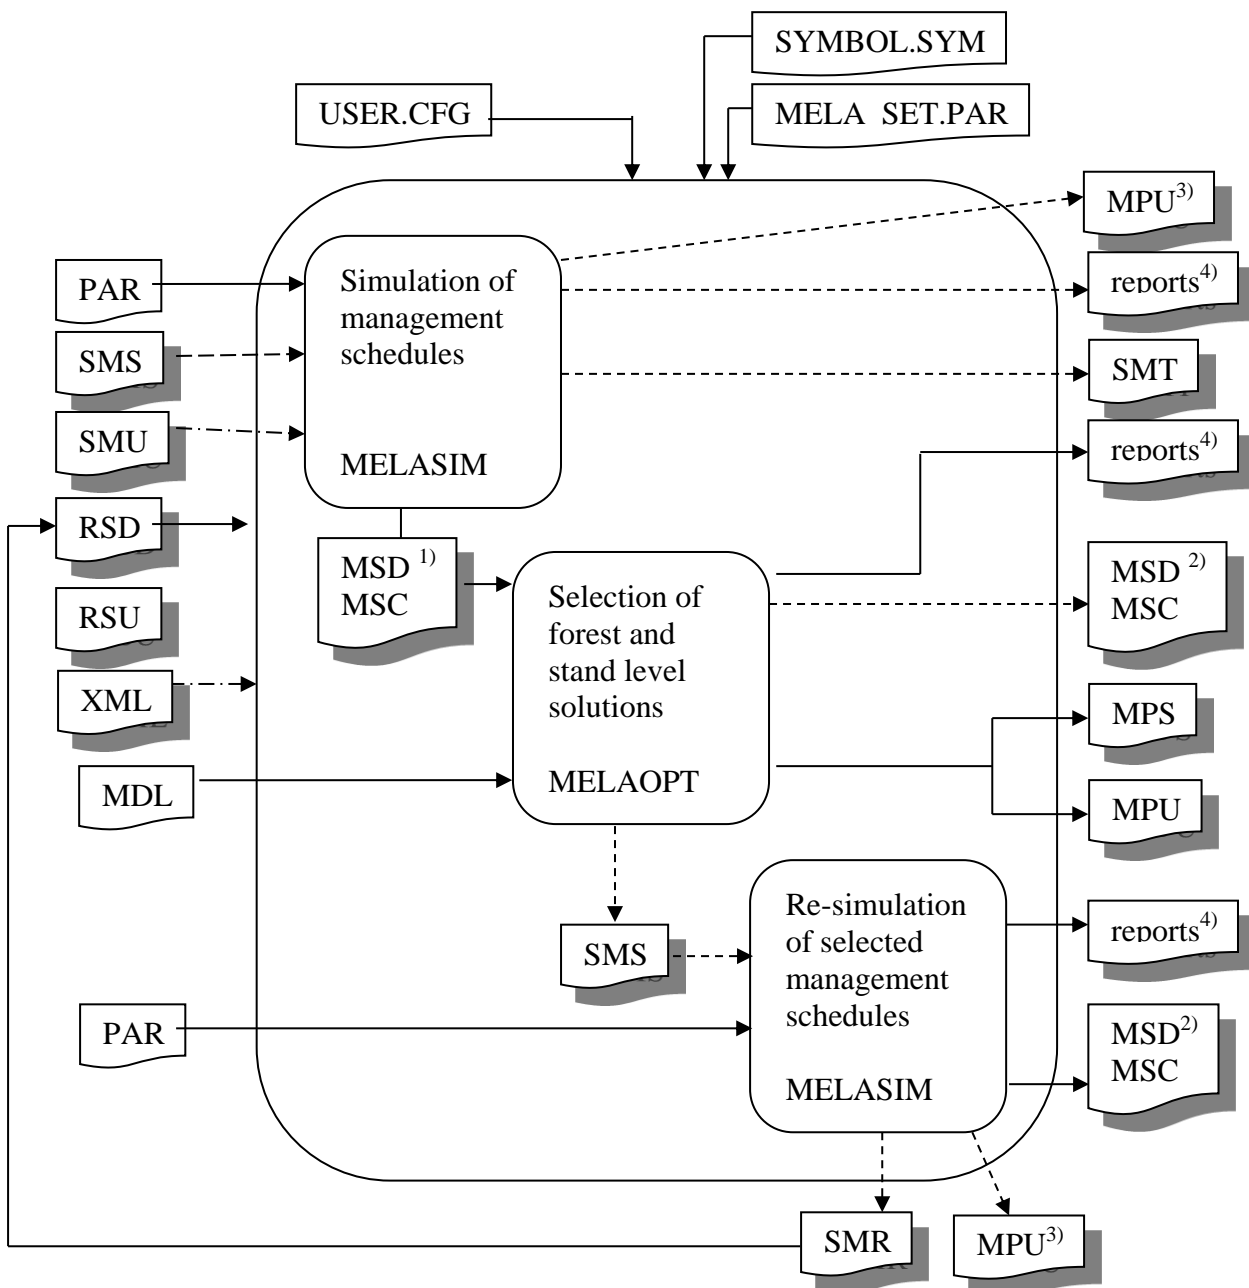 SYMBOL.SYM
USER.CFG
MELA SET.PAR
MPU3)
PAR
Simulation of
management
schedules
MELASIM
reports4)
SMS
SMT
SMU
reports4)
RSD
MSD 1)
MSC
Selection of
forest and
stand level
solutions
MELAOPT
MSD 2)
MSC
RSU
XML
MPS
MDL
MPU
Re-simulation
of selected
management
schedules
MELASIM
reports4)
SMS
PAR
MSD2)
MSC
SMR
MPU3)